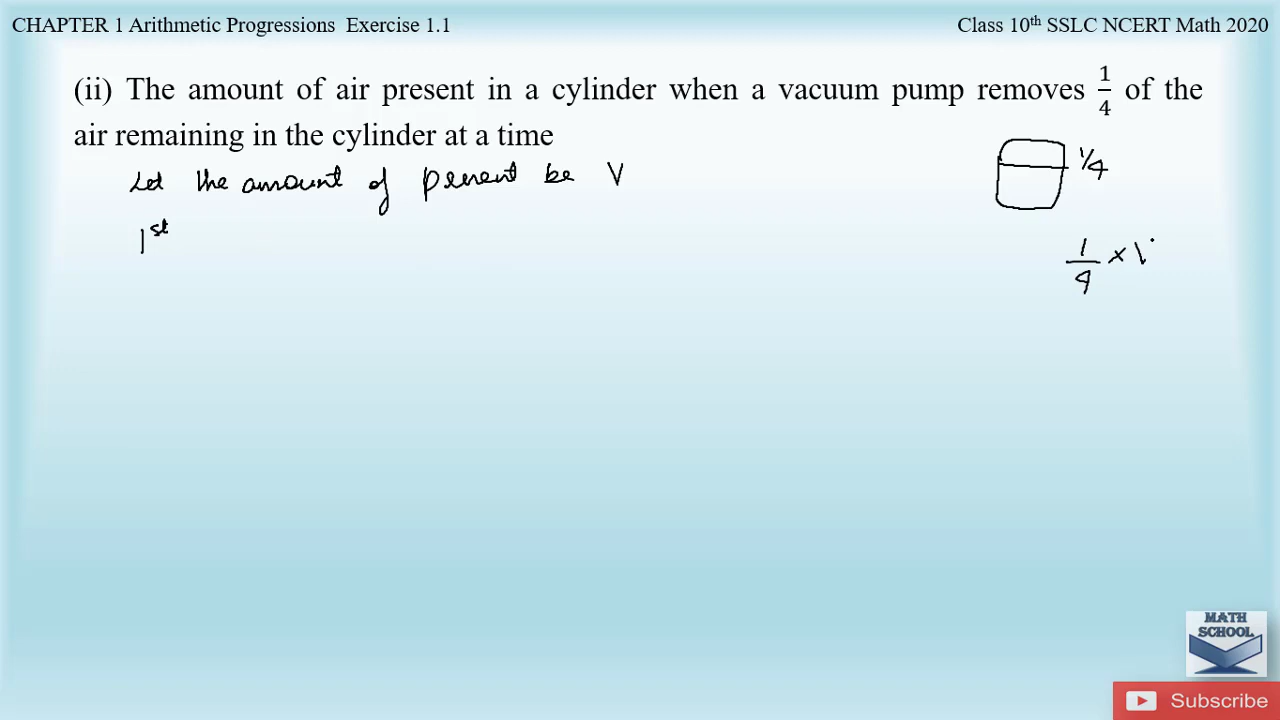 CHAPTER 1 Arithmetic Progressions Exercise 1.1
Class 10th SSLC NCERT Math 2020
(ii) The amount of air present in a cylinder when a vacuum pump removes 1/4 of the
air remaining in the cylinder at a time
Let the amount of present be V
1/4
1st
1/4 × V
MATH
SCHOOL
Subscribe